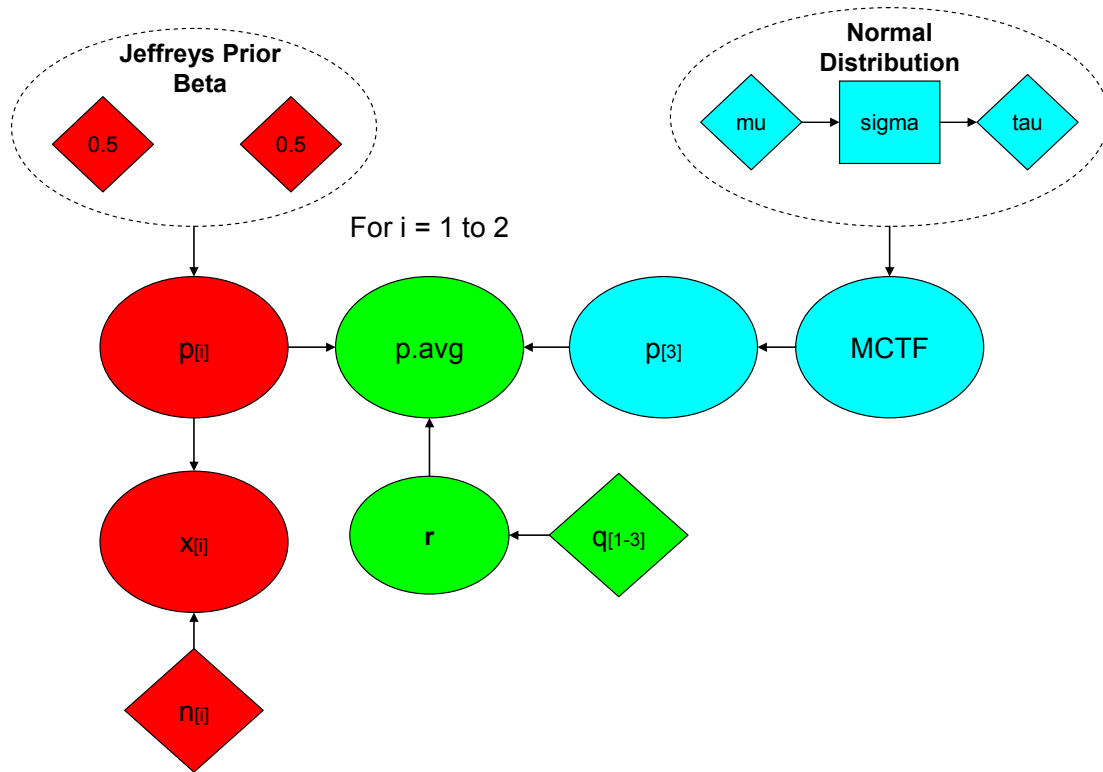 Jeffreys Prior
Beta
0.5
0.5
Normal
Distribution
mu
sigma
tau
For i = 1 to 2
p[i]
p.avg
p[3]
MCTF
x[i]
r
q[1-3]
n[i]